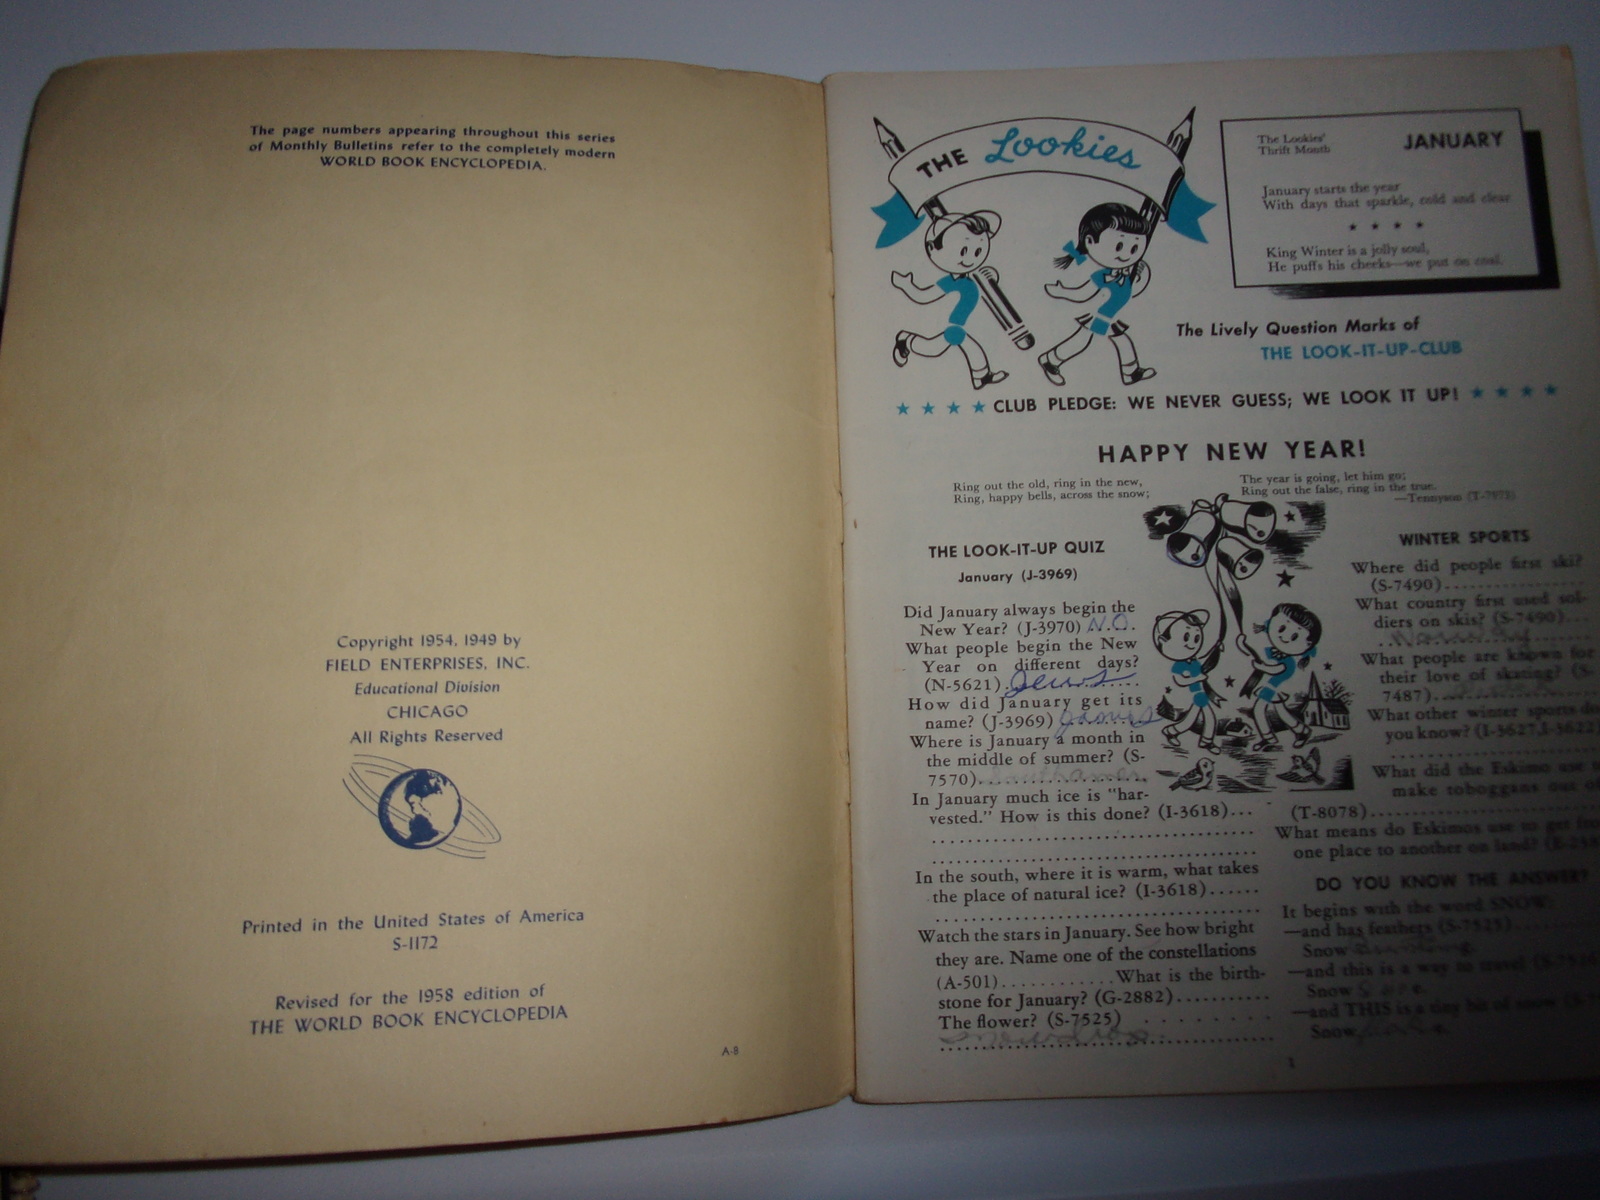 The page numbers appearing throughout this series
of Monthly Bulletins refer to the completely modern
WORLD BOOK ENCYCLOPEDIA.
Copyright 1954, 1949 by
FIELD ENTERPRISES, INC.
Educational Division
CHICAGO
All Rights Reserved
Printed in the United States of America
S-1172
Revised for the 1958 edition of
THE WORLD BOOK ENCYCLOPEDIA
A-B
THE Lookies
The Lookies'
Thrift Month
JANUARY
January starts the year
With days that sparkle, cold and clear
* * * *
King Winter is a jolly soul,
He puffs his cheeks—we put on coal.
The Lively Question Marks of
THE LOOK-IT-UP-CLUB
★ ★ ★ ★ CLUB PLEDGE: WE NEVER GUESS; WE LOOK IT UP! ★ ★ ★ ★
HAPPY NEW YEAR!
Ring out the old, ring in the new,
Ring, happy bells, across the snow;
The year is going, let him go;
Ring out the false, ring in the true.
—Tennyson
THE LOOK-IT-UP QUIZ
January (J-3969)
Did January always begin the
New Year? (J-3970) N.O.
What people begin the New
Year on different days?
(N-5621) Jews
How did January get its
name? (J-3969)
Where is January a month in
the middle of summer? (S-
7570)
In January much ice is "har-
vested." How is this done? (I-3618)...
In the south, where it is warm, what takes
the place of natural ice? (I-3618)......
Watch the stars in January. See how bright
they are. Name one of the constellations
(A-501)............What is the birth-
stone for January? (G-2882)..........
The flower? (S-7525)
WINTER SPORTS
Where did people first ski?
(S-7490)
What country first used sol-
diers on skis? (S-7490)....
What people are known for
their love of skating? (S-
7487)
What other winter sports do
you know? (I-3627,
What did the Eskimo use
make toboggans out
(T-8078)
What means do Eskimos use to get
one place to another on land?
DO YOU KNOW THE ANSWER?
It begins with the word SNOW:
—and has feathers (S-7525)
Snow
—and this is a way to travel
Snow
—and THIS is a tiny bit of snow
Snow
1